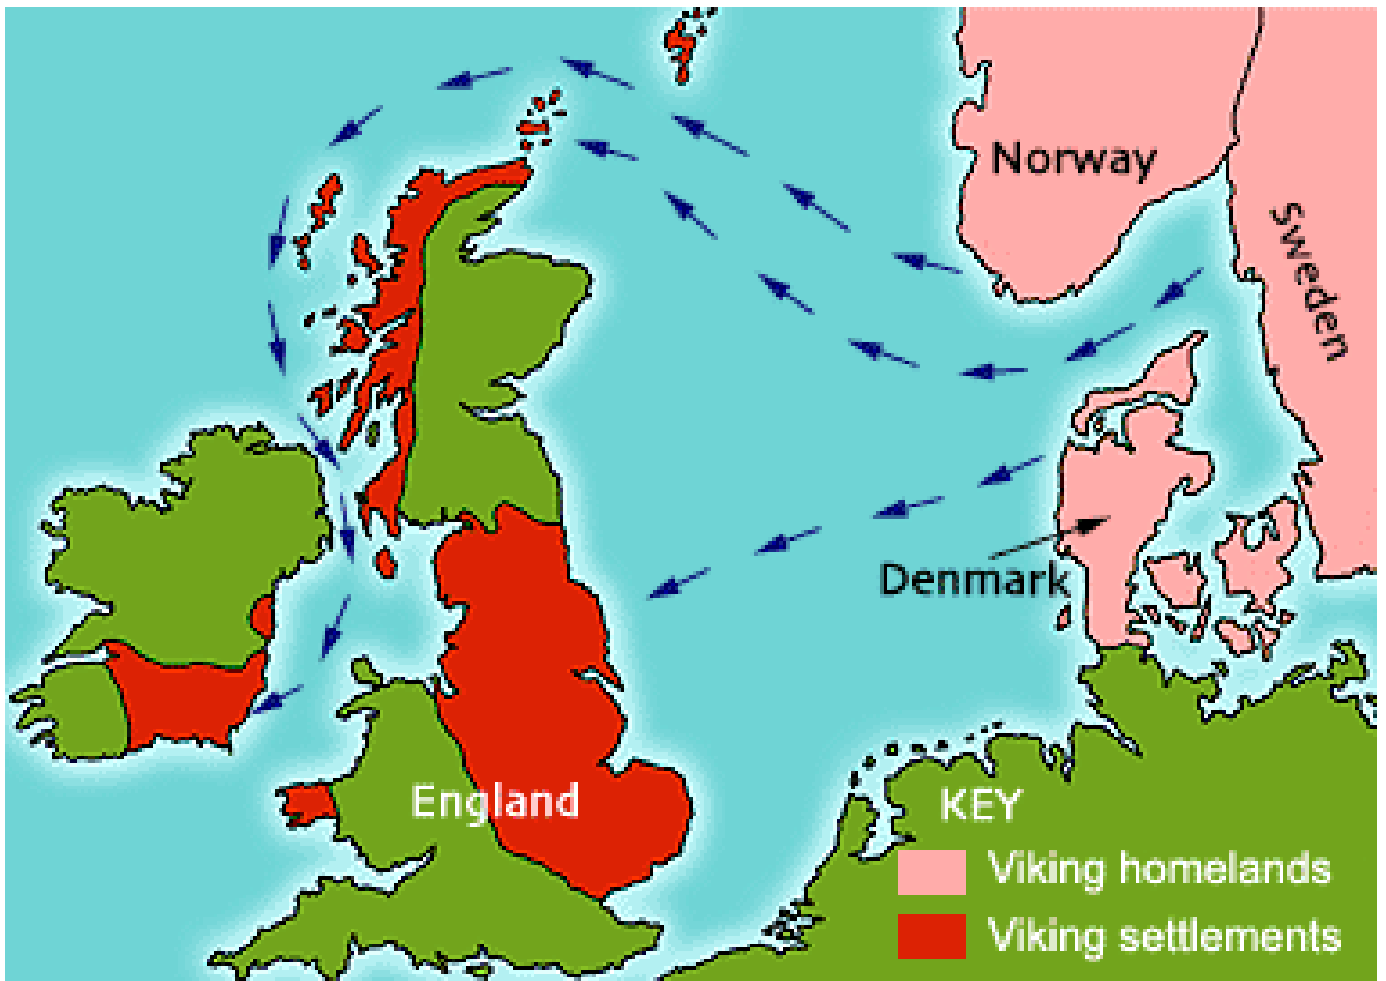 Norway
Sweden
Denmark
England
KEY
Viking homelands
Viking settlements